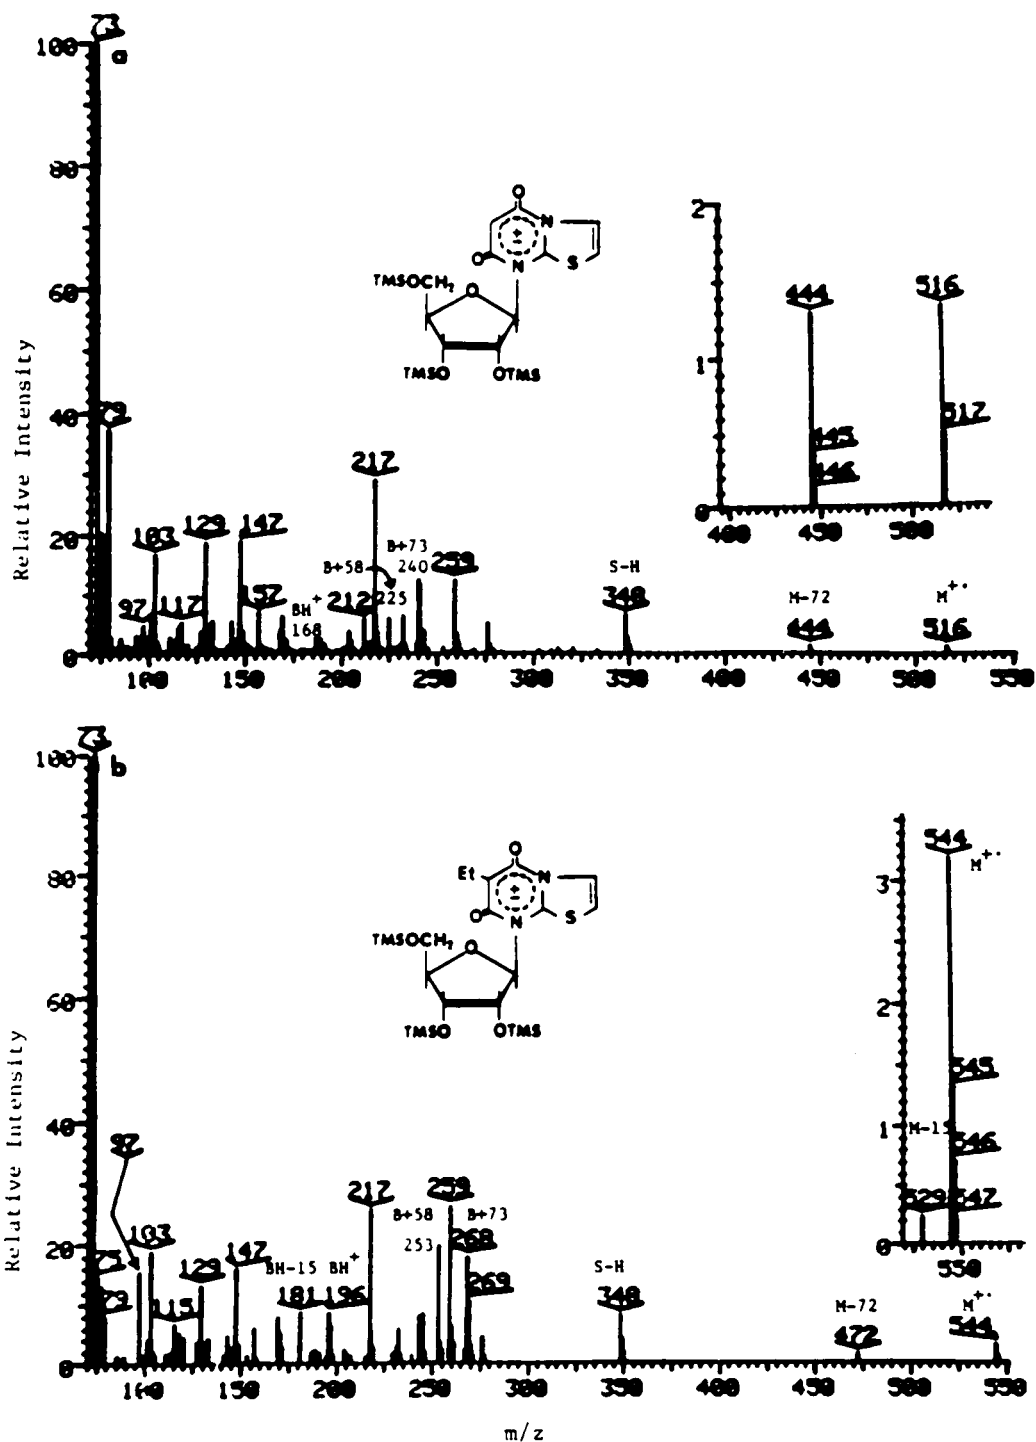 73
100
a
80
O
N
N
S
O
TMSOCH₂
O
TMSO
OTMS
2
444
516
1
517
445
446
0
400
450
500
60
Relative Intensity
40
79
217
20
103
129
147
B+73
B+58
240
259
S-H
97
117
157
BH⁺
212
225
348
M-72
M⁺·
168
444
516
0
100
150
200
250
300
350
400
450
500
550
73
100
b
80
O
Et
N
N
S
O
TMSOCH₂
O
TMSO
OTMS
544
M⁺·
3
2
545
1
M-15
546
529
547
0
550
60
Relative Intensity
40
97
217
259
B+58
B+73
20
103
253
268
75
129
147
BH-15
BH⁺
269
S-H
79
115
181
196
348
M-72
M⁺·
472
544
0
100
150
200
250
300
350
400
450
500
550
m/z